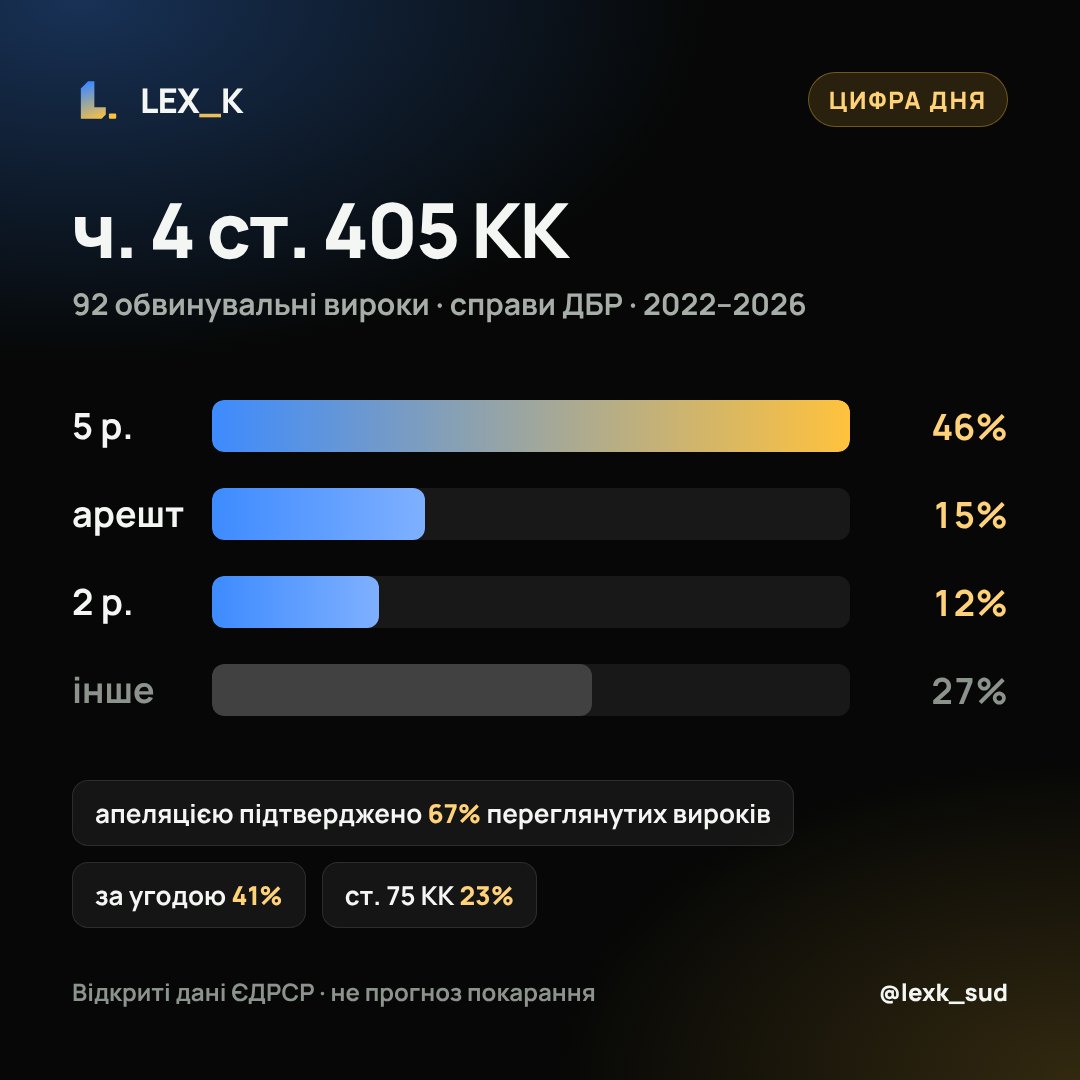 LEX_K
ЦИФРА ДНЯ
ч. 4 ст. 405 КК
92 обвинувальні вироки · справи ДБР · 2022–2026
5 р. 46%
арешт 15%
2 р. 12%
інше 27%
апеляцією підтверджено 67% переглянутих вироків
за угодою 41%
ст. 75 КК 23%
Відкриті дані ЄДРСР · не прогноз покарання
@lexk_sud